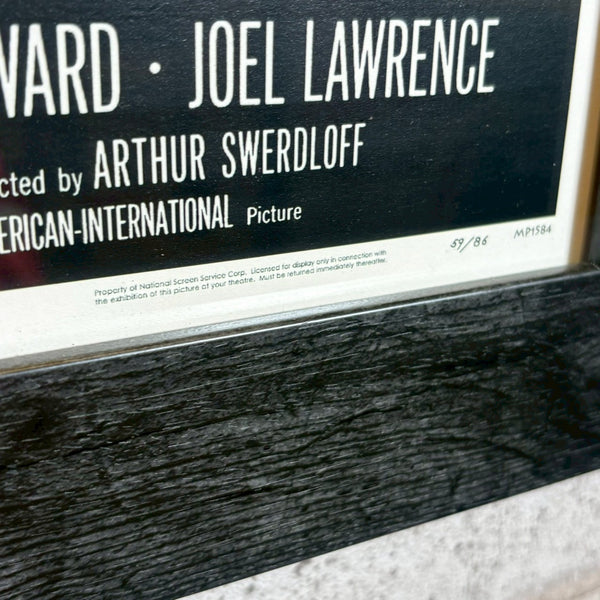 WARD · JOEL LAWRENCE
cted by ARTHUR SWERDLOFF
ERICAN-INTERNATIONAL Picture
59/86 MP1584
Property of National Screen Service Corp. Licensed for display only in connection with
the exhibition of this picture at your theatre. Must be returned immediately thereafter.